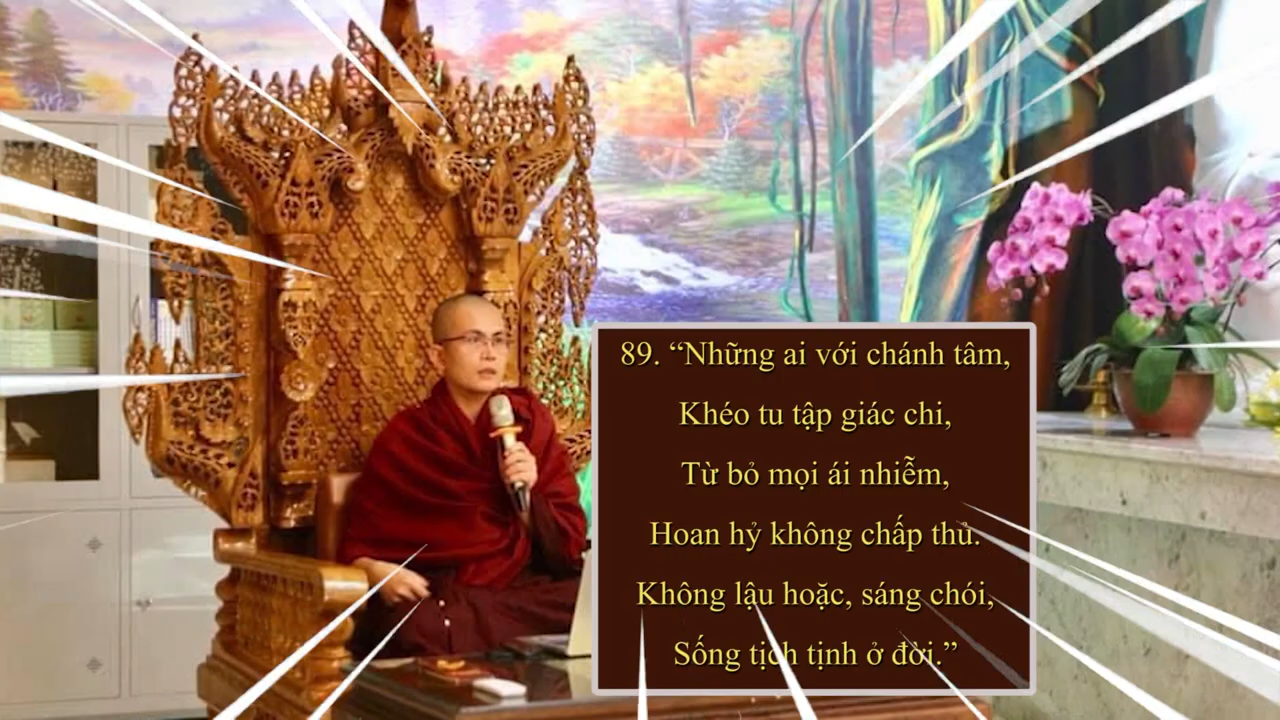 89. “Những ai với chánh tâm,
Khéo tu tập giác chi,
Từ bỏ mọi ái nhiễm,
Hoan hỷ không chấp thủ.
Không lậu hoặc, sáng chói,
Sống tịch tịnh ở đời.”